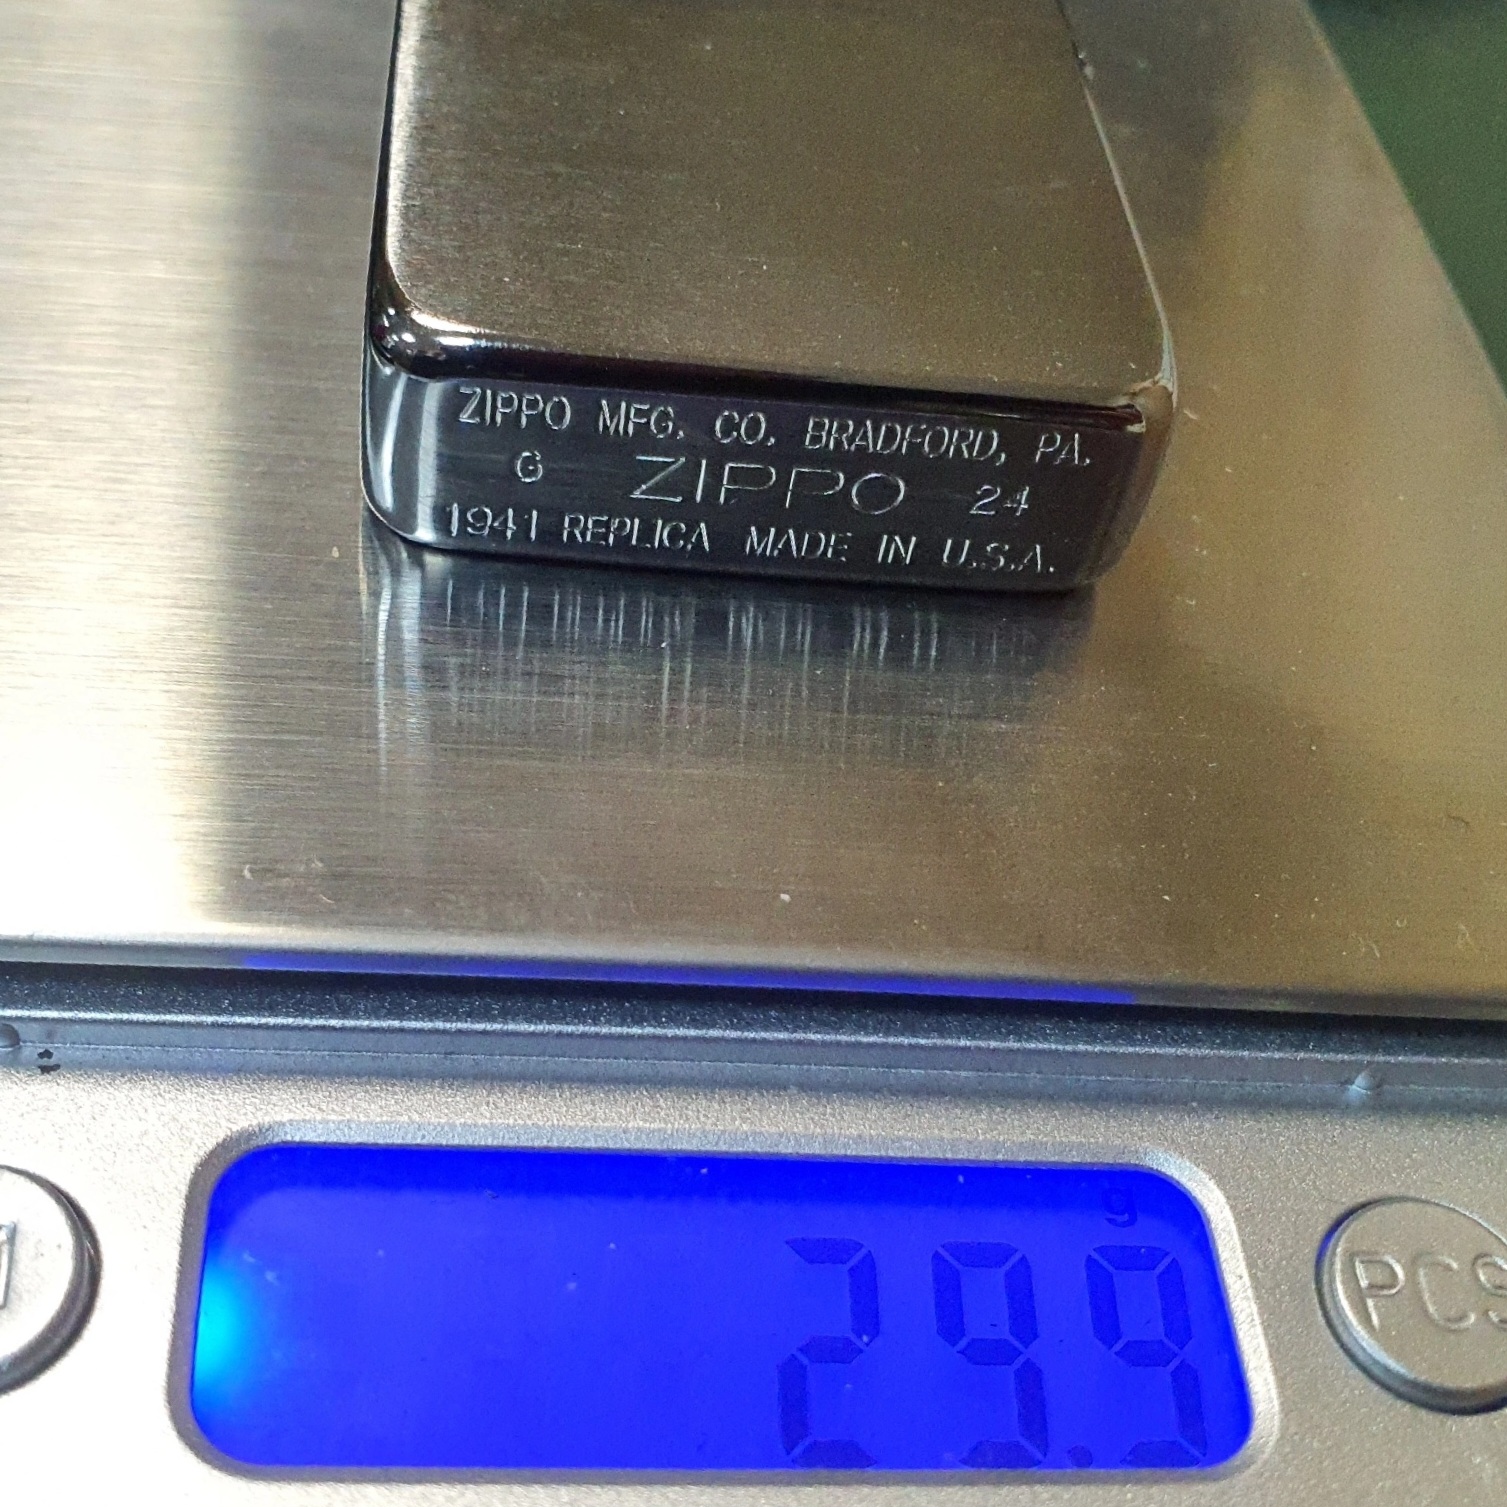 ZIPPO MFG. CO. BRADFORD, PA.
G ZIPPO 24
1941 REPLICA MADE IN U.S.A.
g
29.9
PCS